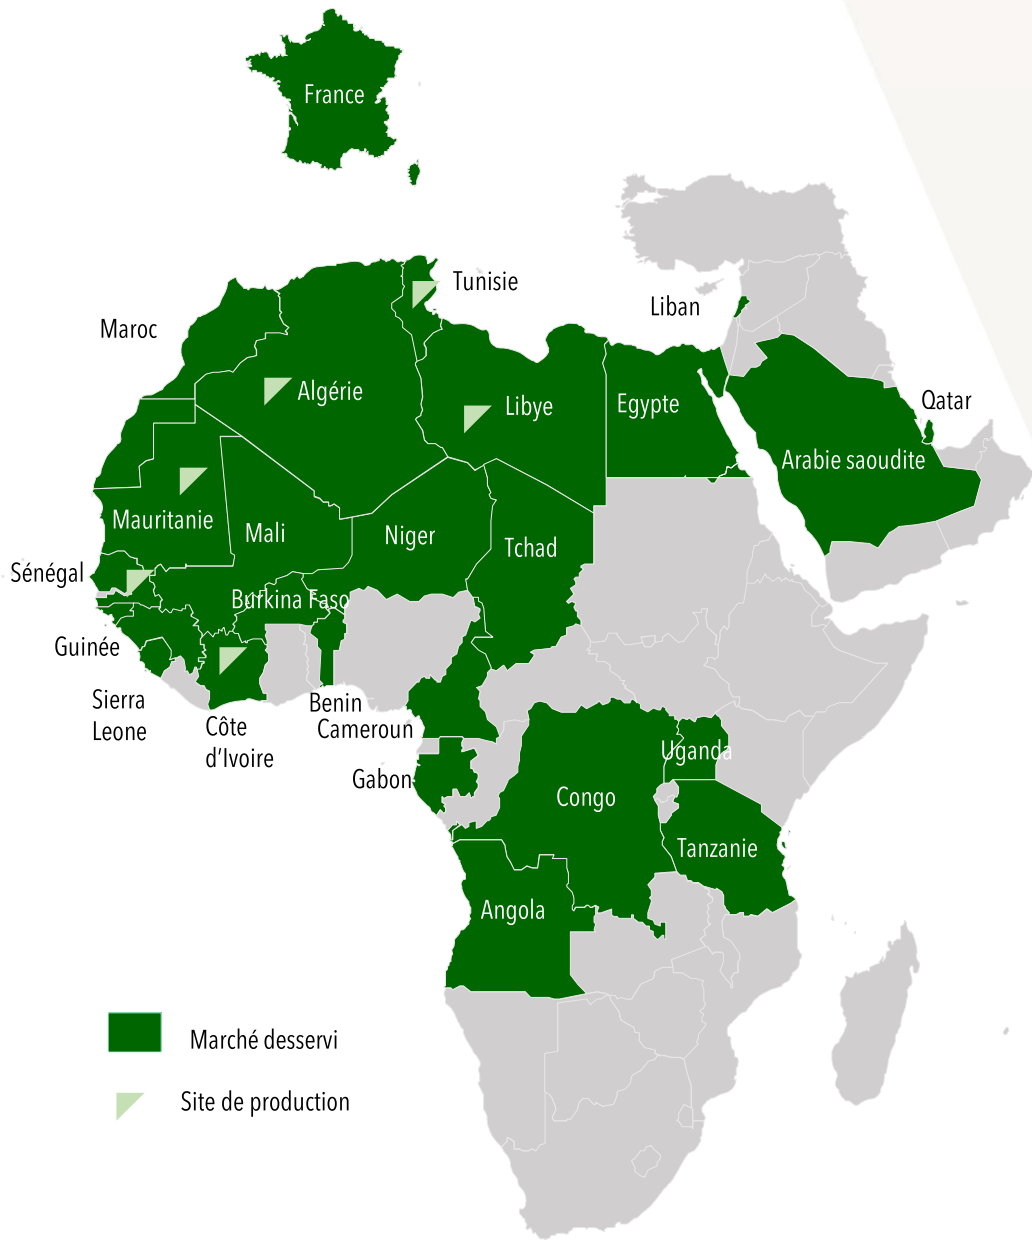 France
Tunisie
Liban
Maroc
Algérie
Libye
Egypte
Qatar
Arabie saoudite
Mauritanie
Mali
Niger
Tchad
Sénégal
Burkina Faso
Guinée
Sierra
Leone
Côte
d’Ivoire
Benin
Cameroun
Gabon
Uganda
Congo
Tanzanie
Angola
Marché desservi
Site de production